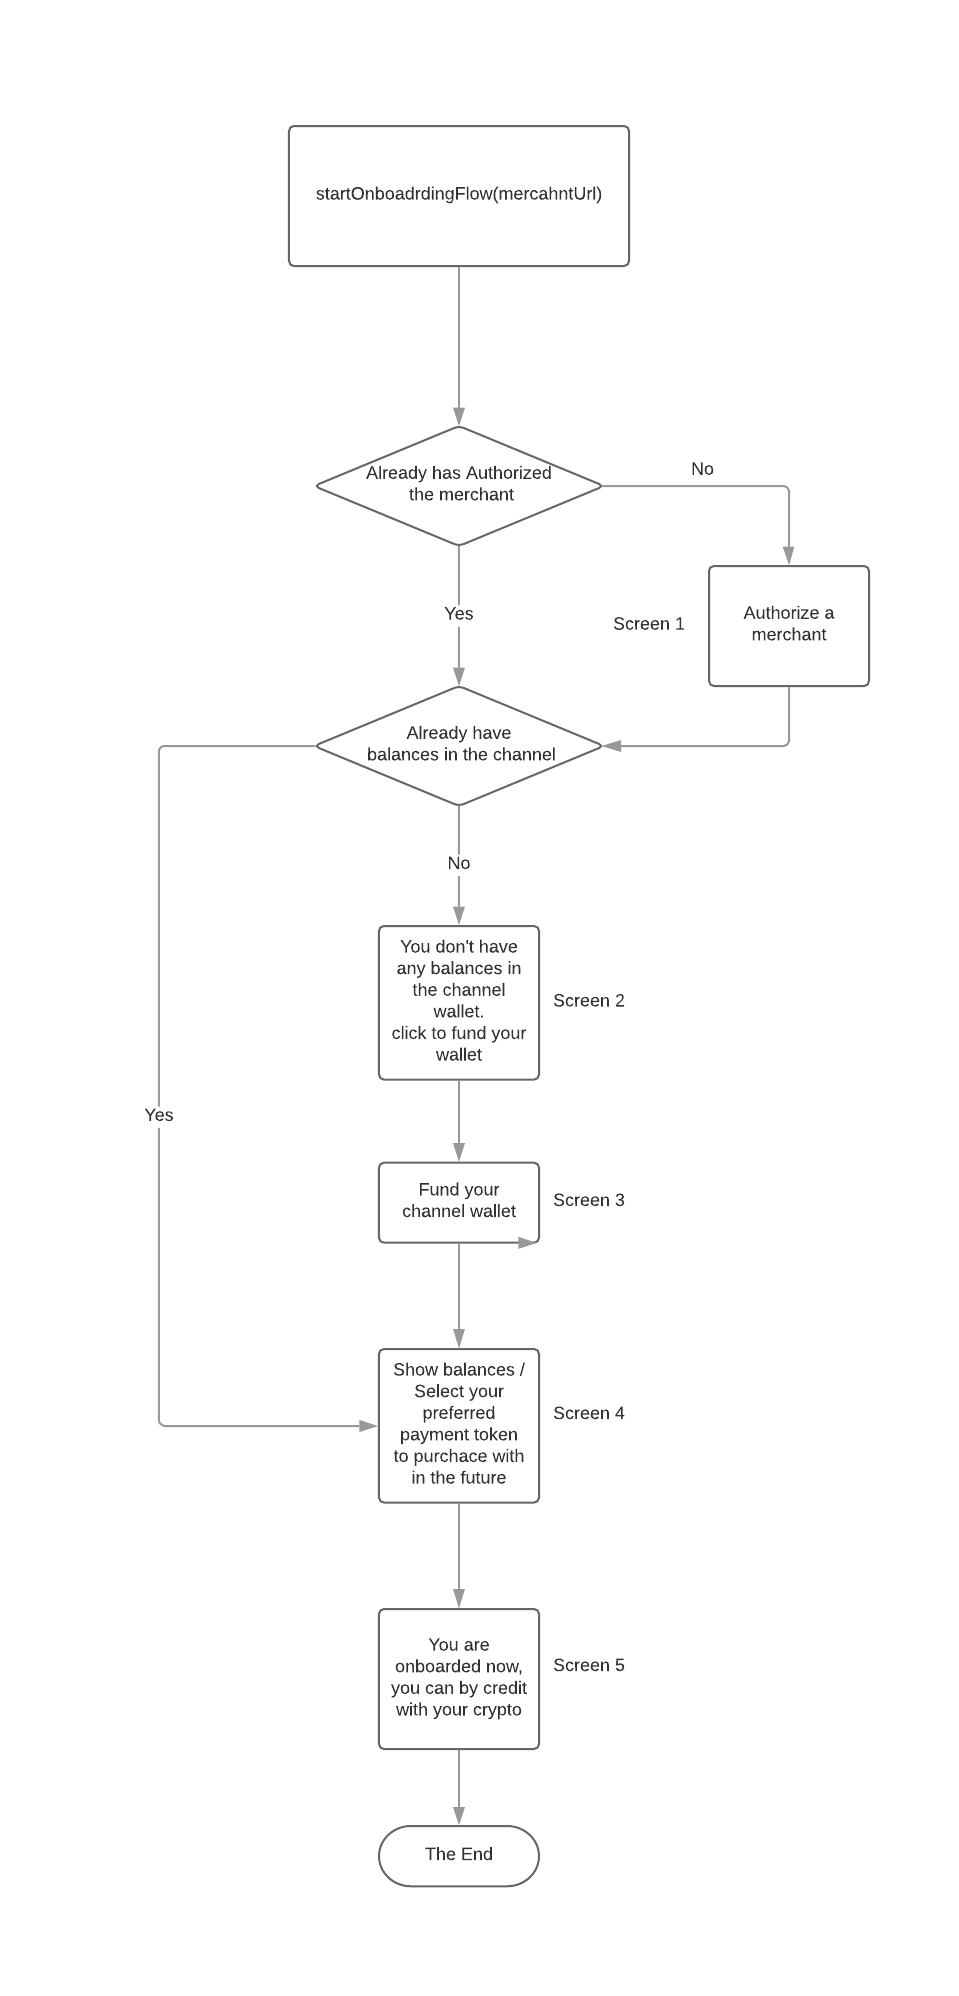 startOnboadrdingFlow(mercahntUrl)
Already has Authorized
the merchant
No
Yes
Screen 1
Authorize a
merchant
Already have
balances in the channel
No
You don't have
any balances in
the channel
wallet.
click to fund your
wallet
Screen 2
Yes
Fund your
channel wallet
Screen 3
Show balances /
Select your
preferred
payment token
to purchace with
in the future
Screen 4
You are
onboarded now,
you can by credit
with your crypto
Screen 5
The End